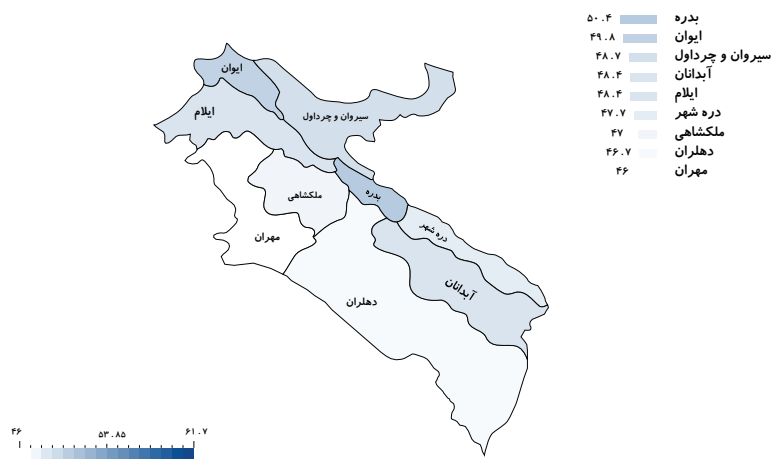 بدره ۵۰.۴
ایوان ۴۹.۸
سیروان و چرداول ۴۸.۷
آبدانان ۴۸.۴
ایلام ۴۸.۴
دره شهر ۴۷.۷
ملکشاهی ۴۷
دهلران ۴۶.۷
مهران ۴۶
ایوان
ایلام
سیروان و چرداول
ملکشاهی
بدره
مهران
دره شهر
آبدانان
دهلران
۴۶ ۵۳.۸۵ ۶۱.۷